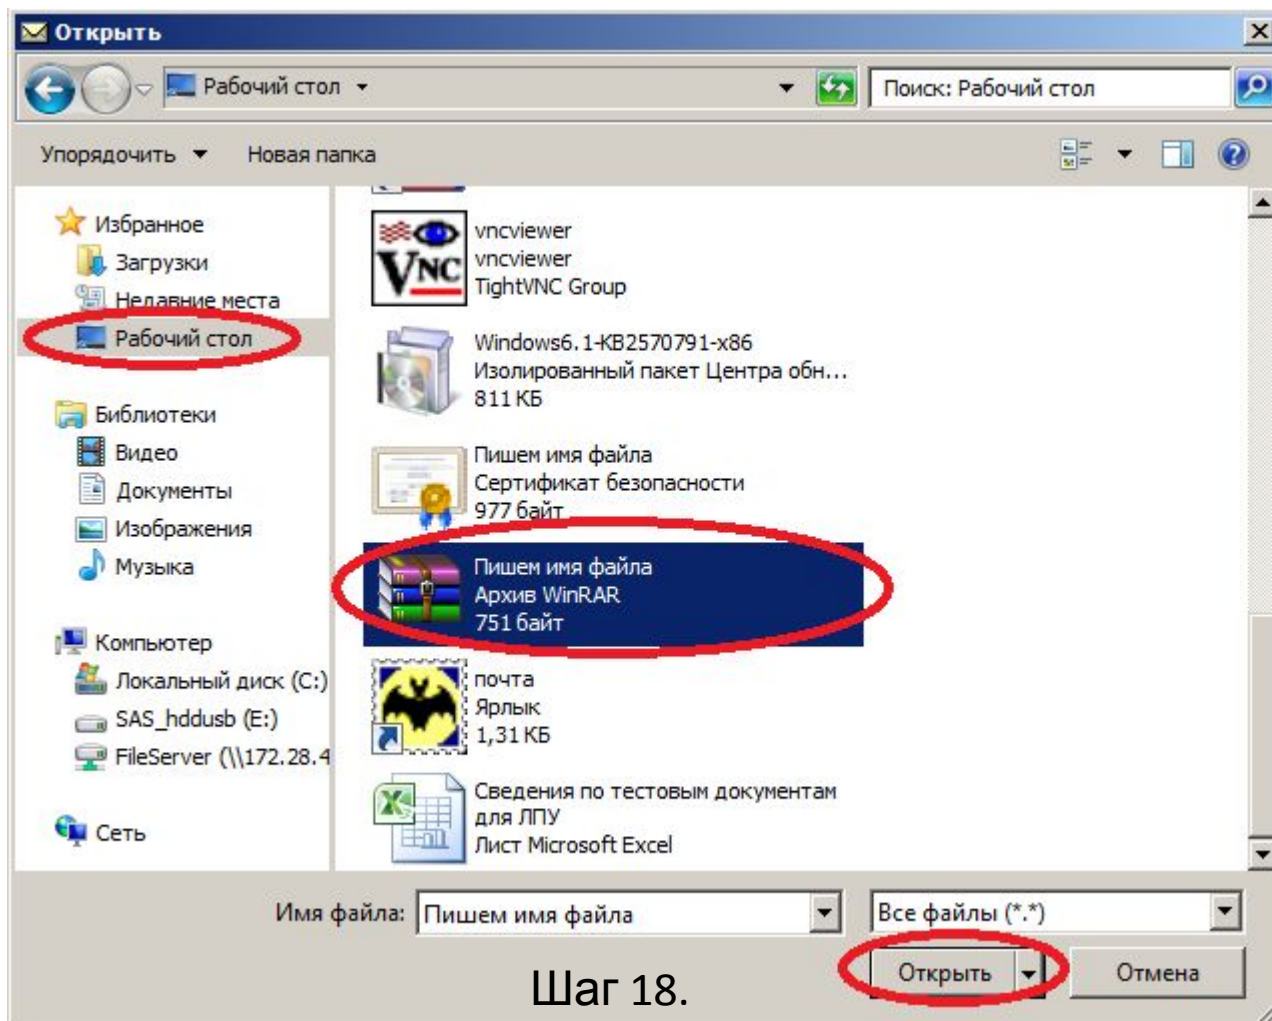 Открыть
Рабочий стол
Поиск: Рабочий стол
Упорядочить
Новая папка
Избранное
Загрузки
Недавние места
Рабочий стол
Библиотеки
Видео
Документы
Изображения
Музыка
Компьютер
Локальный диск (C:)
SAS_hddusb (E:)
FileServer (\\172.28.4
Сеть
VNC
vncviewer
vncviewer
TightVNC Group
Windows6.1-KB2570791-x86
Изолированный пакет Центра обн...
811 КБ
Пишем имя файла
Сертификат безопасности
977 байт
Пишем имя файла
Архив WinRAR
751 байт
почта
Ярлык
1,31 КБ
Сведения по тестовым документам
для ЛПУ
Лист Microsoft Excel
Имя файла:
Пишем имя файла
Все файлы (*.*)
Открыть
Отмена
Шаг 18.